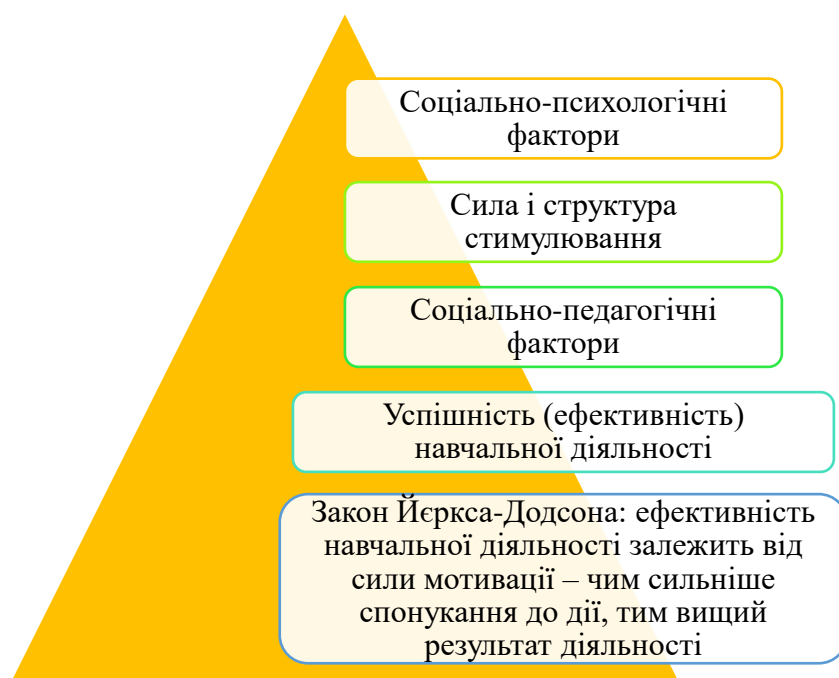 Соціально-психологічні
фактори
Сила і структура
стимулювання
Соціально-педагогічні
фактори
Успішність (ефективність)
навчальної діяльності
Закон Йєркса-Додсона: ефективність
навчальної діяльності залежить від
сили мотивації – чим сильніше
спонукання до дії, тим вищий
результат діяльності